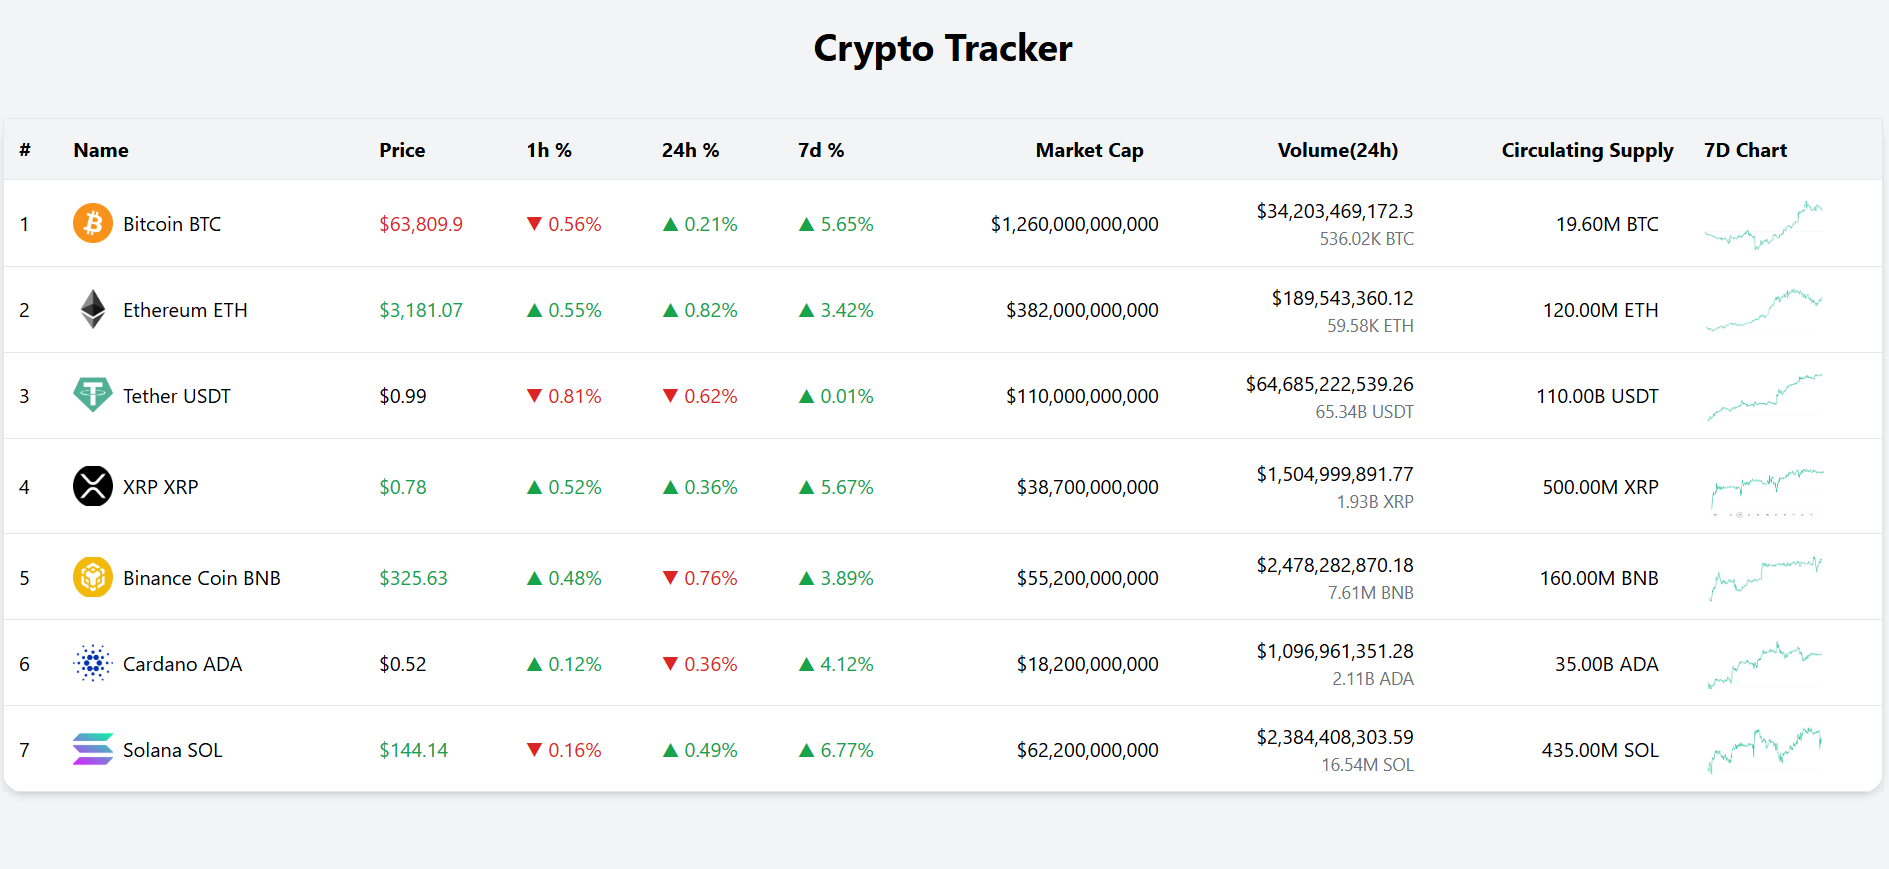 Crypto Tracker
# Name Price 1h % 24h % 7d % Market Cap Volume(24h) Circulating Supply 7D Chart
1 Bitcoin BTC $63,809.9 ▼ 0.56% ▲ 0.21% ▲ 5.65% $1,260,000,000,000 $34,203,469,172.3 19.60M BTC
536.02K BTC
2 Ethereum ETH $3,181.07 ▲ 0.55% ▲ 0.82% ▲ 3.42% $382,000,000,000 $189,543,360.12 120.00M ETH
59.58K ETH
3 Tether USDT $0.99 ▼ 0.81% ▼ 0.62% ▲ 0.01% $110,000,000,000 $64,685,222,539.26 110.00B USDT
65.34B USDT
4 XRP XRP $0.78 ▲ 0.52% ▲ 0.36% ▲ 5.67% $38,700,000,000 $1,504,999,891.77 500.00M XRP
1.93B XRP
5 Binance Coin BNB $325.63 ▲ 0.48% ▼ 0.76% ▲ 3.89% $55,200,000,000 $2,478,282,870.18 160.00M BNB
7.61M BNB
6 Cardano ADA $0.52 ▲ 0.12% ▼ 0.36% ▲ 4.12% $18,200,000,000 $1,096,961,351.28 35.00B ADA
2.11B ADA
7 Solana SOL $144.14 ▼ 0.16% ▲ 0.49% ▲ 6.77% $62,200,000,000 $2,384,408,303.59 435.00M SOL
16.54M SOL